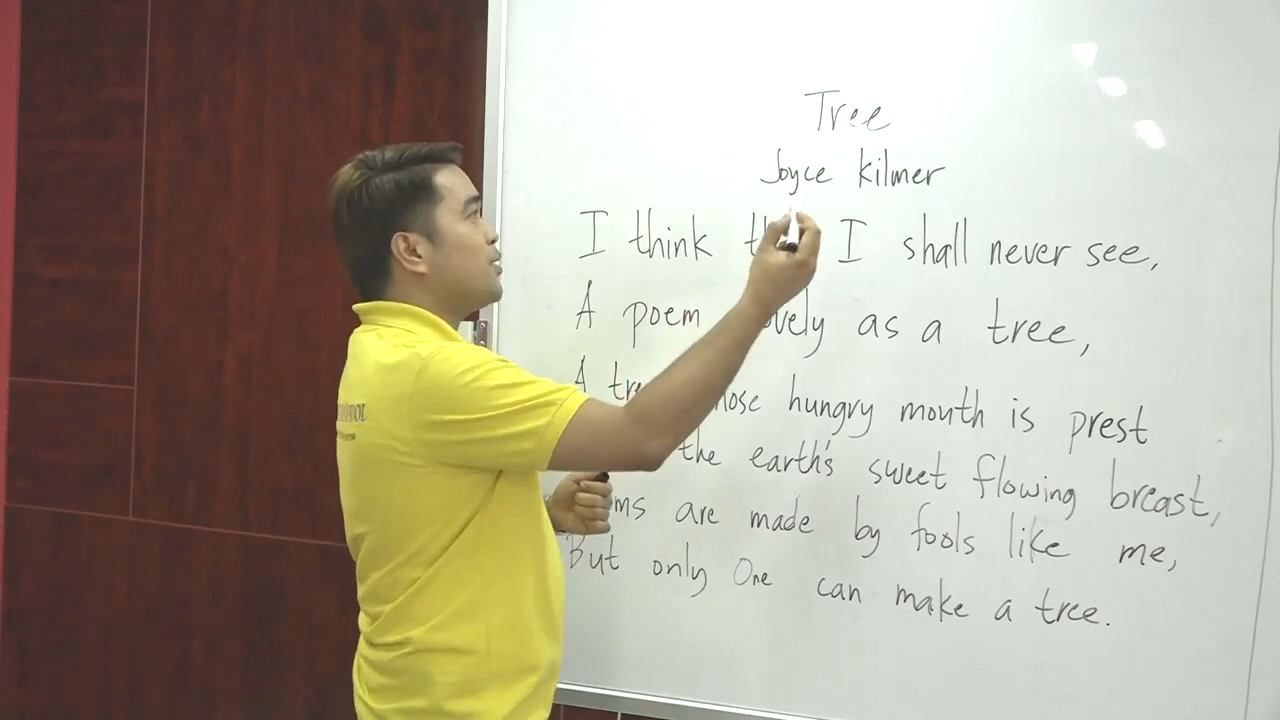 Tree
Joyce Kilmer
I think I shall never see,
A poem lovely as a tree,
A hungry mouth is prest
the earth's sweet flowing breast,
are made by fools like me,
But only One can make a tree.